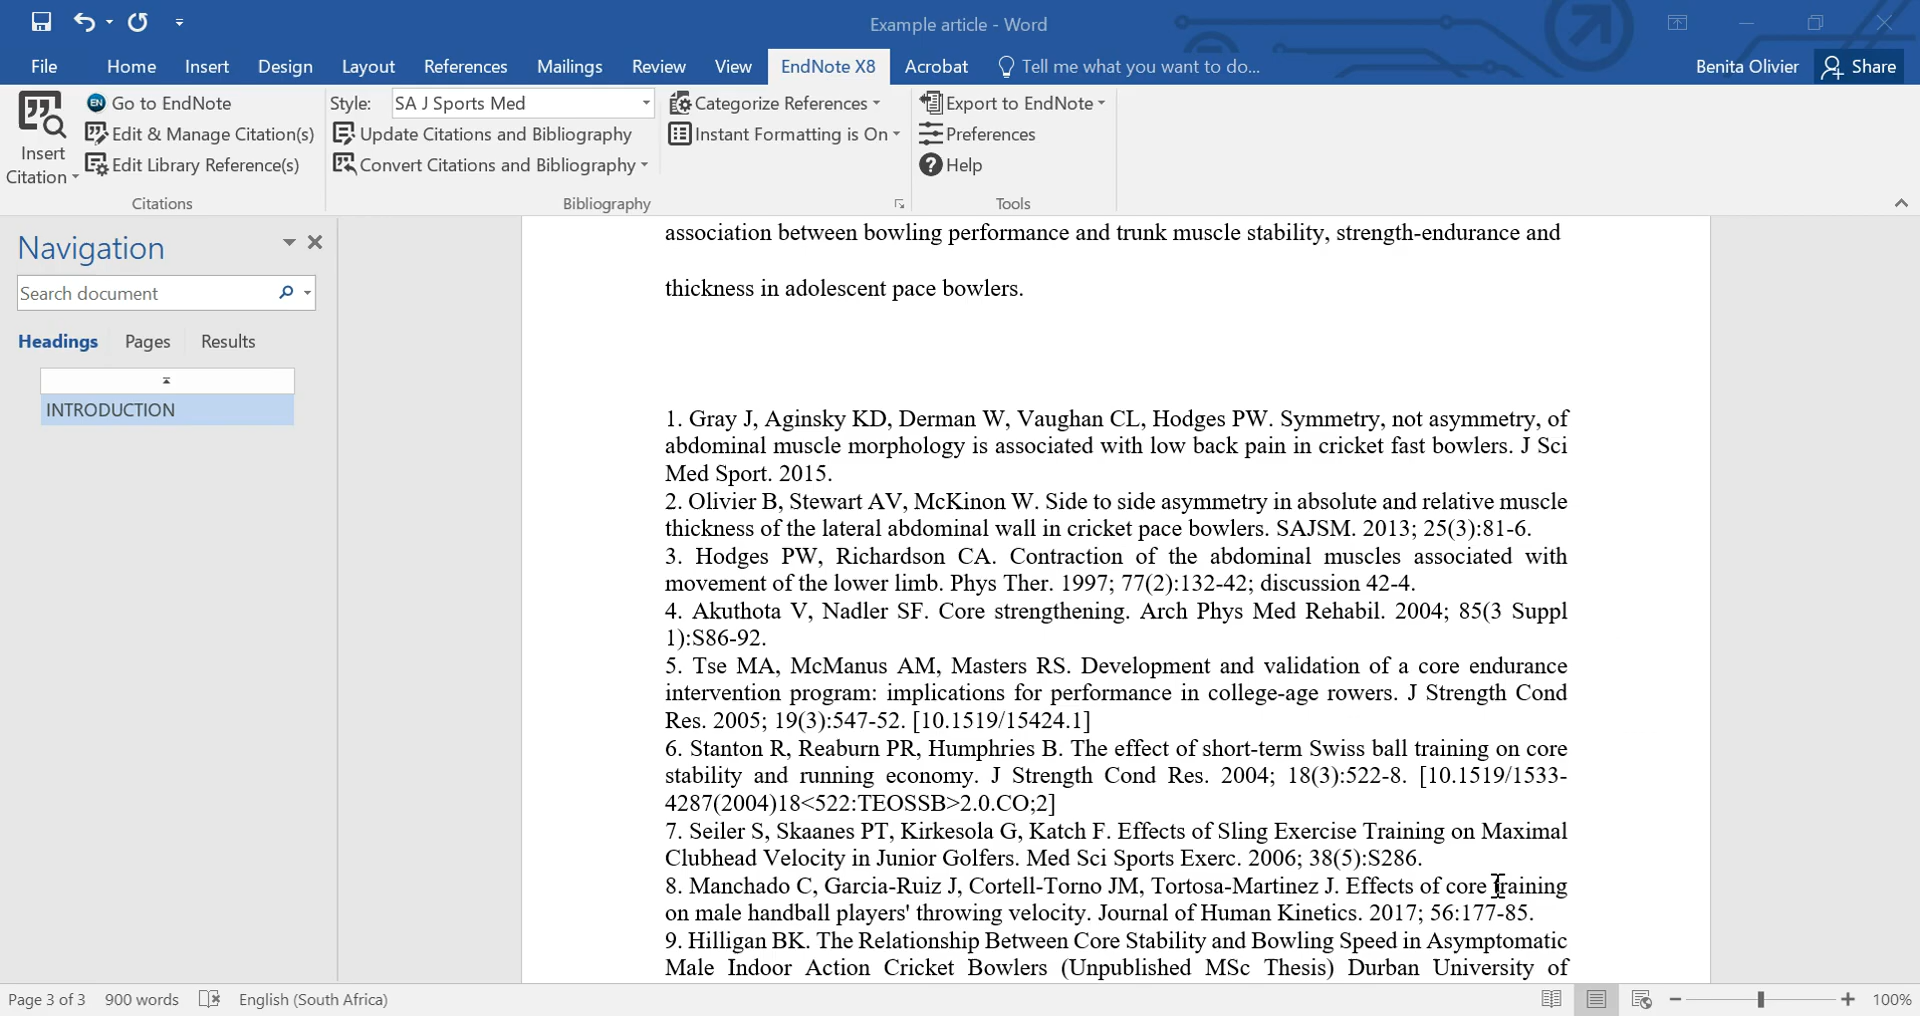 Example article - Word
File Home Insert Design Layout References Mailings Review View EndNote X8 Acrobat Tell me what you want to do... Benita Olivier Share
Insert Citation
EN Go to EndNote
Edit & Manage Citation(s)
Edit Library Reference(s)
Citations
Style: SA J Sports Med
Update Citations and Bibliography
Convert Citations and Bibliography
Categorize References
Instant Formatting is On
Bibliography
Export to EndNote
Preferences
Help
Tools
Navigation
Search document
Headings Pages Results
INTRODUCTION
association between bowling performance and trunk muscle stability, strength-endurance and
thickness in adolescent pace bowlers.
1. Gray J, Aginsky KD, Derman W, Vaughan CL, Hodges PW. Symmetry, not asymmetry, of
abdominal muscle morphology is associated with low back pain in cricket fast bowlers. J Sci
Med Sport. 2015.
2. Olivier B, Stewart AV, McKinon W. Side to side asymmetry in absolute and relative muscle
thickness of the lateral abdominal wall in cricket pace bowlers. SAJSM. 2013; 25(3):81-6.
3. Hodges PW, Richardson CA. Contraction of the abdominal muscles associated with
movement of the lower limb. Phys Ther. 1997; 77(2):132-42; discussion 42-4.
4. Akuthota V, Nadler SF. Core strengthening. Arch Phys Med Rehabil. 2004; 85(3 Suppl
1):S86-92.
5. Tse MA, McManus AM, Masters RS. Development and validation of a core endurance
intervention program: implications for performance in college-age rowers. J Strength Cond
Res. 2005; 19(3):547-52. [10.1519/15424.1]
6. Stanton R, Reaburn PR, Humphries B. The effect of short-term Swiss ball training on core
stability and running economy. J Strength Cond Res. 2004; 18(3):522-8. [10.1519/1533-
4287(2004)18<522:TEOSSB>2.0.CO;2]
7. Seiler S, Skaanes PT, Kirkesola G, Katch F. Effects of Sling Exercise Training on Maximal
Clubhead Velocity in Junior Golfers. Med Sci Sports Exerc. 2006; 38(5):S286.
8. Manchado C, Garcia-Ruiz J, Cortell-Torno JM, Tortosa-Martinez J. Effects of core training
on male handball players' throwing velocity. Journal of Human Kinetics. 2017; 56:177-85.
9. Hilligan BK. The Relationship Between Core Stability and Bowling Speed in Asymptomatic
Male Indoor Action Cricket Bowlers (Unpublished MSc Thesis) Durban University of
Page 3 of 3 900 words English (South Africa) 100%